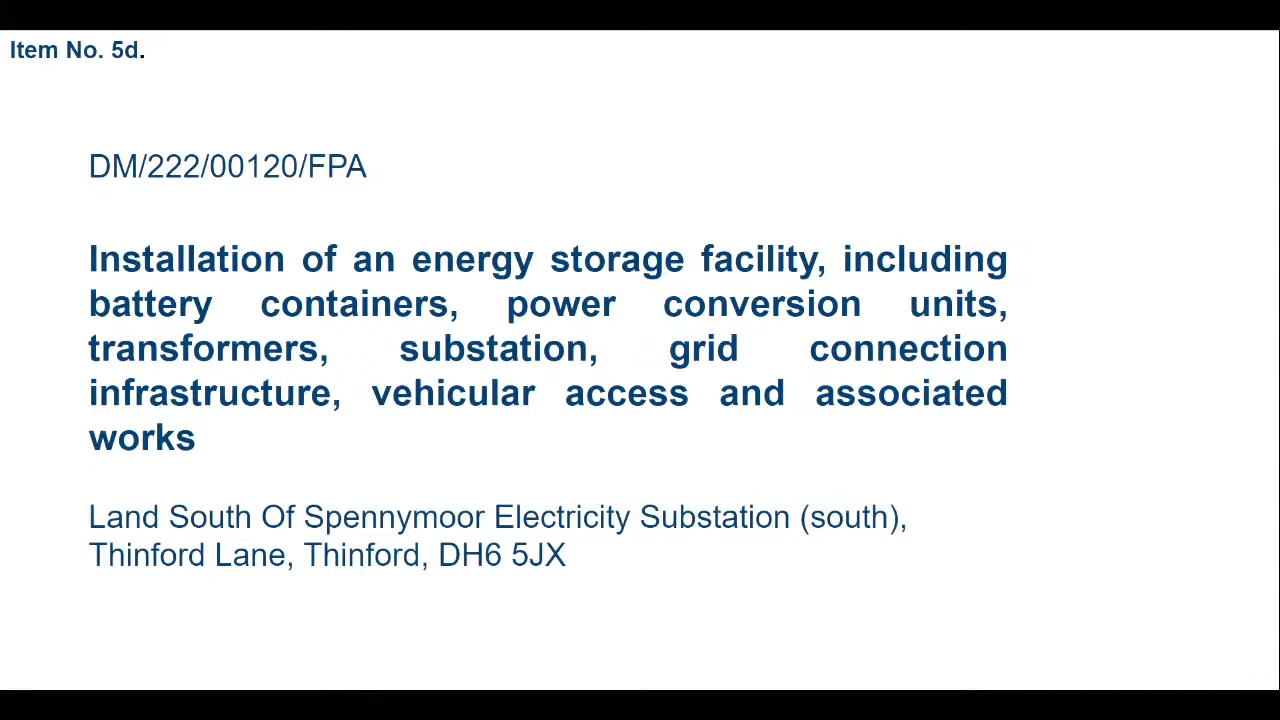 Item No. 5d.
DM/222/00120/FPA
Installation of an energy storage facility, including
battery containers, power conversion units,
transformers, substation, grid connection
infrastructure, vehicular access and associated
works
Land South Of Spennymoor Electricity Substation (south),
Thinford Lane, Thinford, DH6 5JX